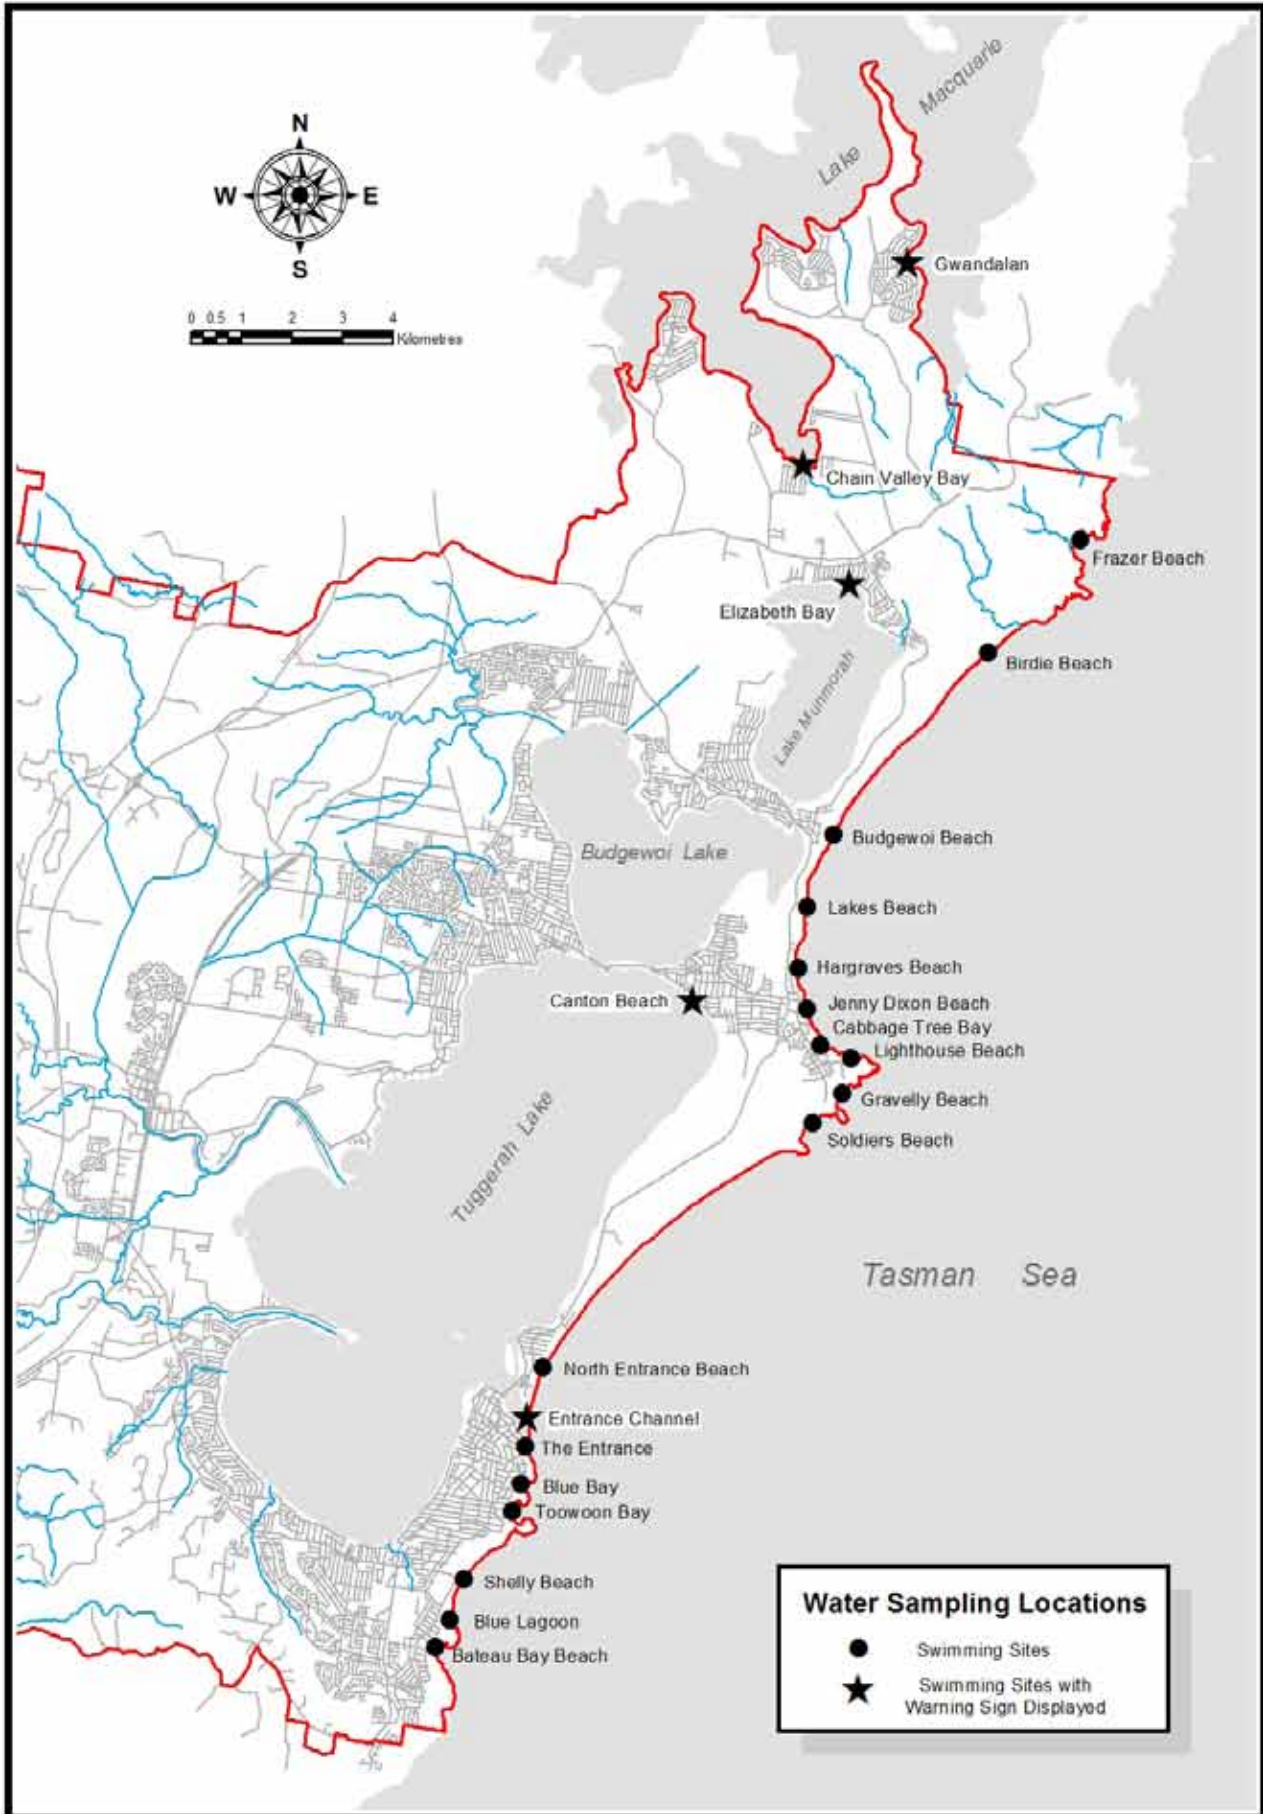 N
W E
S
0 0.5 1 2 3 4
Kilometres
Lake Macquarie
Gwandalan
Chain Valley Bay
Frazer Beach
Elizabeth Bay
Birdie Beach
Lake Munmorah
Budgewoi Beach
Budgewoi Lake
Lakes Beach
Hargraves Beach
Canton Beach
Jenny Dixon Beach
Cabbage Tree Bay
Lighthouse Beach
Gravelly Beach
Soldiers Beach
Tuggerah Lake
Tasman Sea
North Entrance Beach
Entrance Channel
The Entrance
Blue Bay
Toowoon Bay
Shelly Beach
Blue Lagoon
Bateau Bay Beach
Water Sampling Locations
Swimming Sites
Swimming Sites with
Warning Sign Displayed